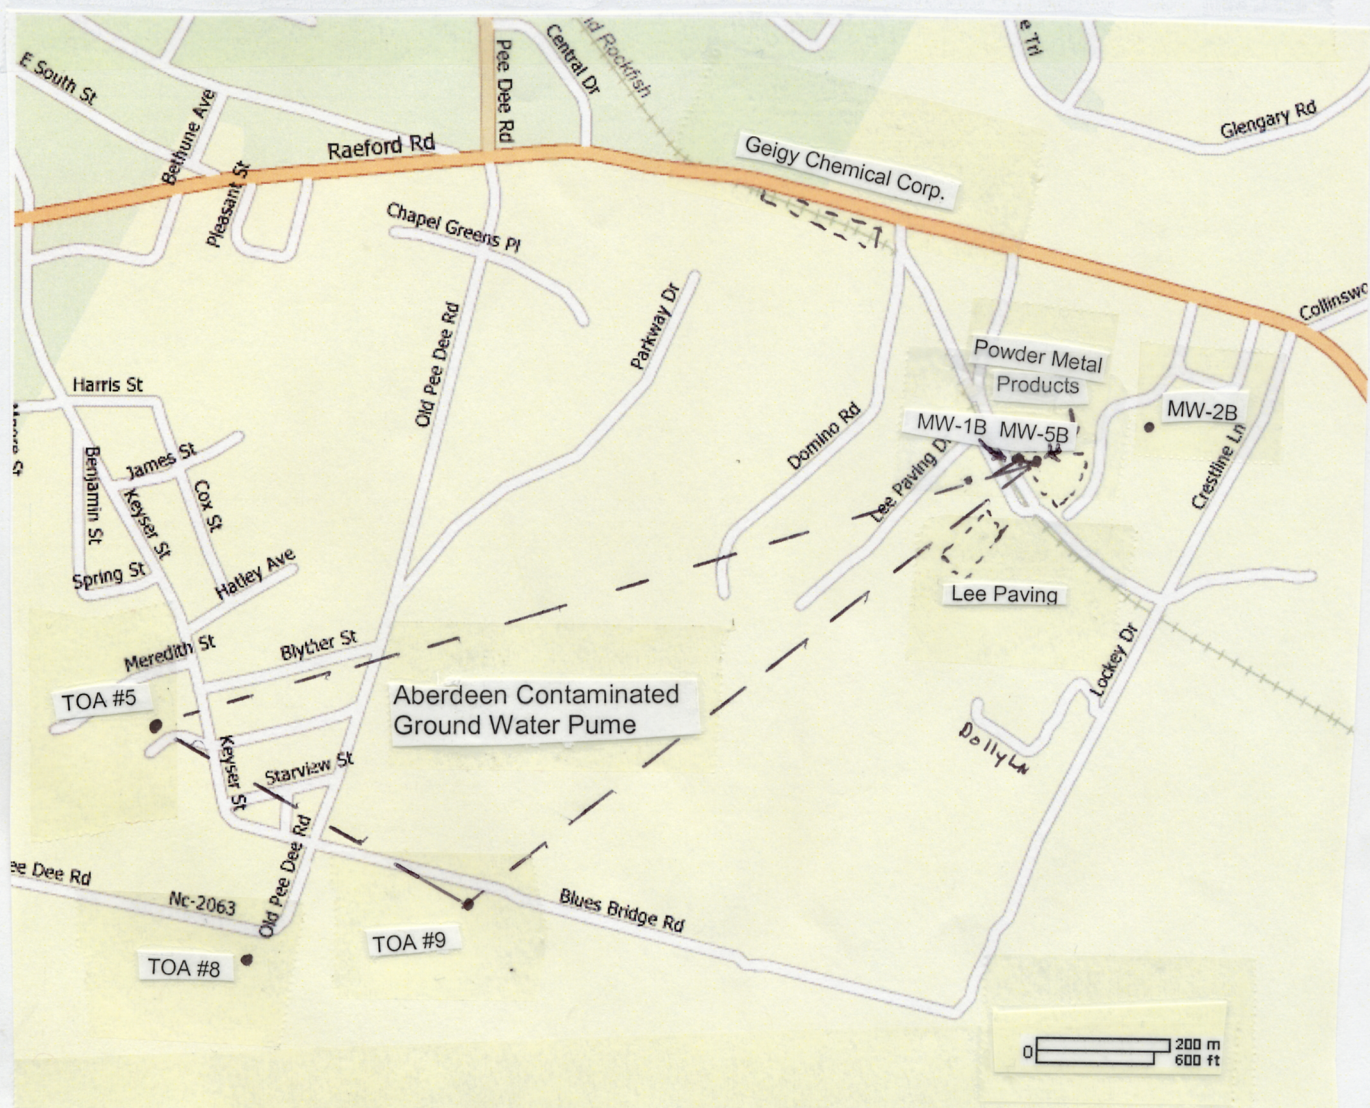 E South St
Bethune Ave
Pleasant St
Raeford Rd
Pee Dee Rd
Central Dr
Rockfish
e Trl
Glengary Rd
Geigy Chemical Corp.
Chapel Greens Pl
Collinswo
Old Pee Dee Rd
Parkway Dr
Powder Metal
Products
Harris St
MW-2B
MW-1B MW-5B
Domino Rd
Lee Paving D
Crestline Ln
Benjamin St
James St
Keyser St
Cox St
Spring St
Hatley Ave
Lee Paving
Meredith St
Blyther St
Lockey Dr
TOA #5
Aberdeen Contaminated
Ground Water Pume
Dolly Ln
Keyser St
Starview St
ee Dee Rd
Nc-2063
Old Pee Dee Rd
Blues Bridge Rd
TOA #9
TOA #8
0
200 m
600 ft